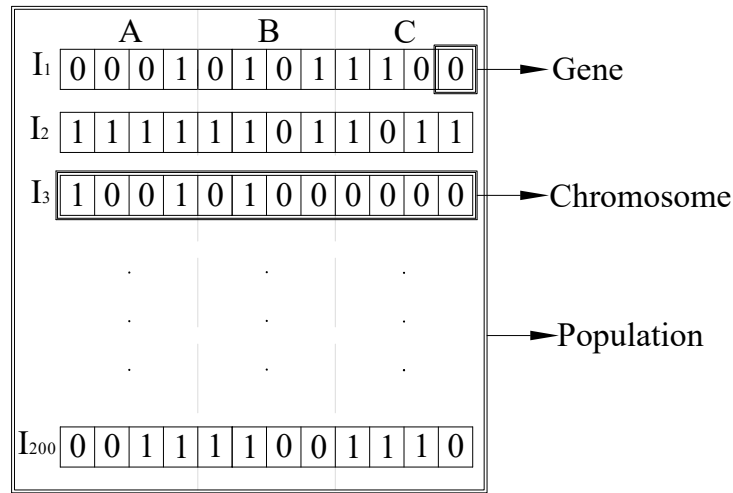 A B C
I1 0 0 0 1 0 1 0 1 1 1 0 0 Gene
I2 1 1 1 1 1 1 0 1 1 0 1 1
I3 1 0 0 1 0 1 0 0 0 0 0 0 Chromosome
. . .
. . .
Population
. . .
I200 0 0 1 1 1 1 0 0 1 1 1 0